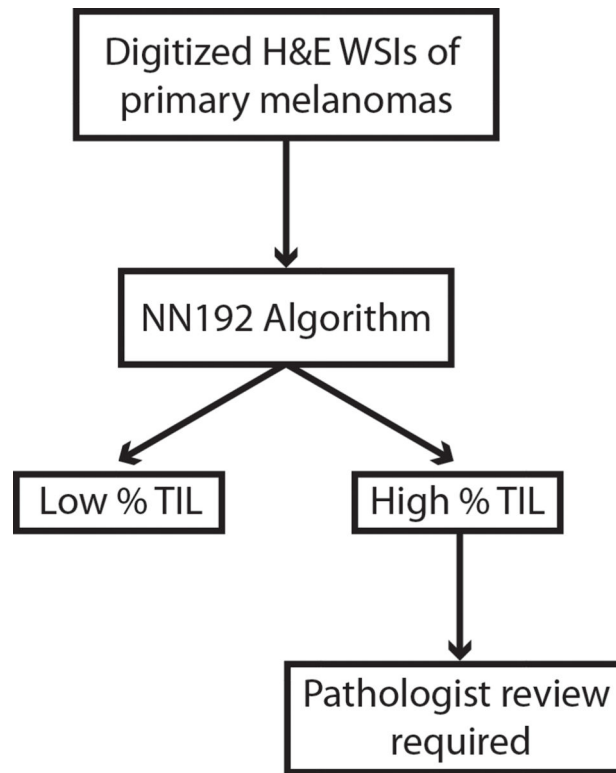 Digitized H&E WSIs of
primary melanomas
NN192 Algorithm
Low % TIL
High % TIL
Pathologist review
required